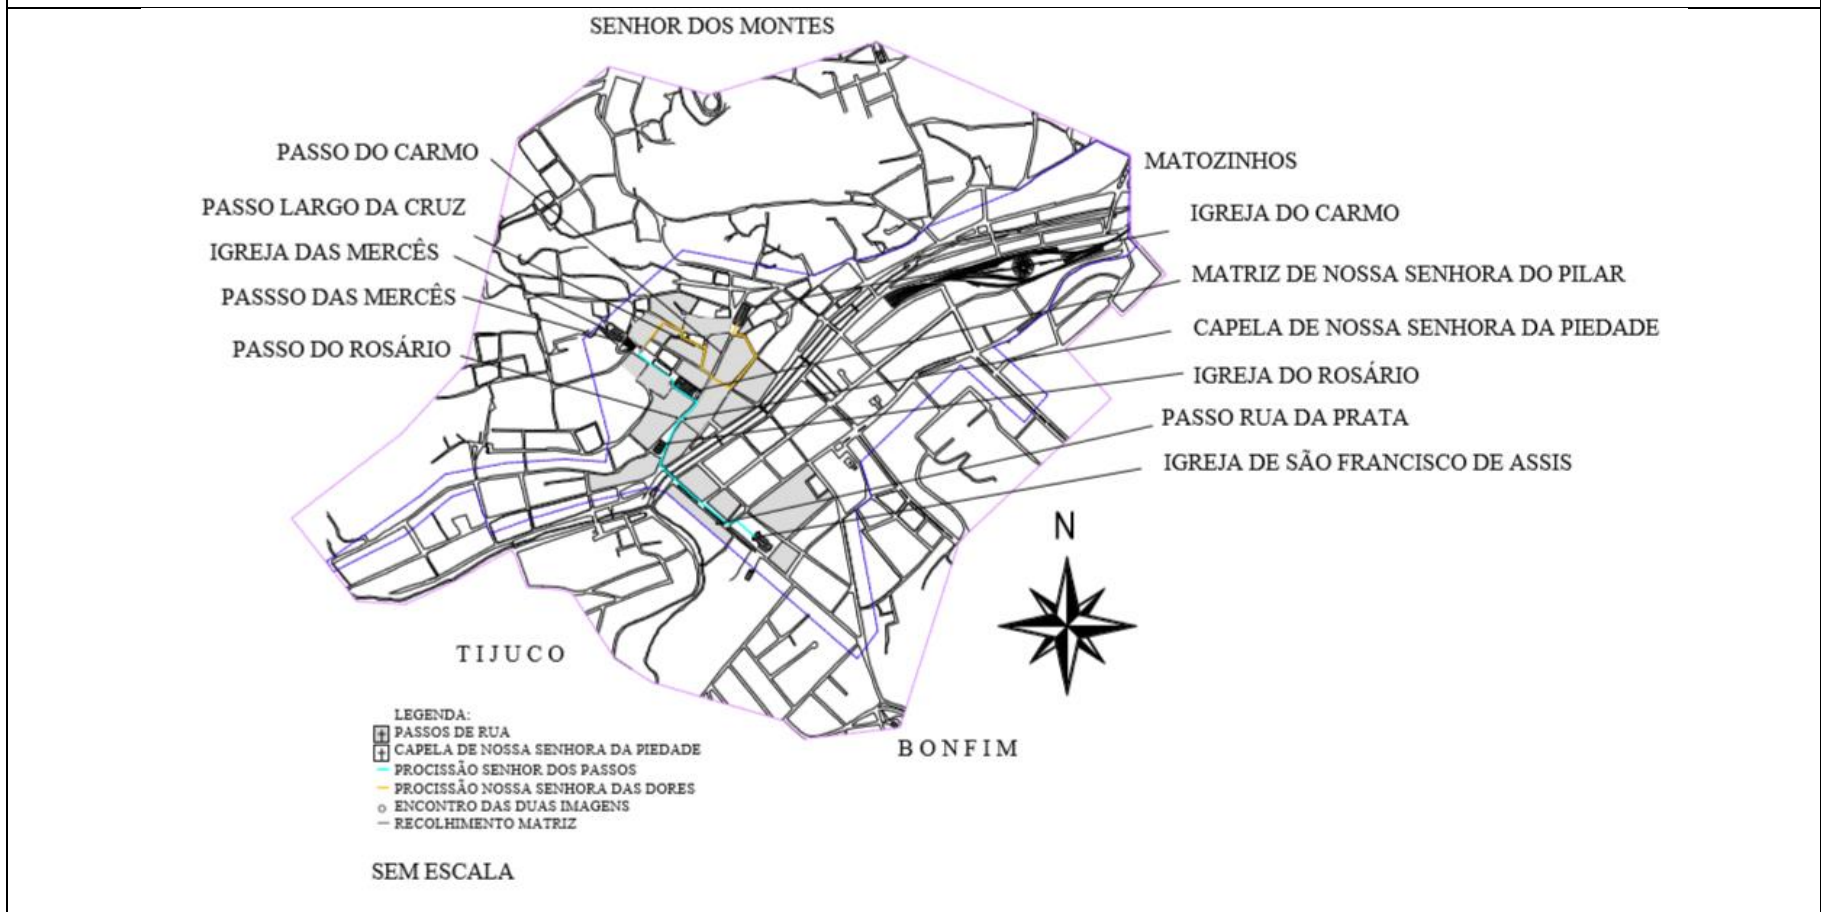 SENHOR DOS MONTES
PASSO DO CARMO
PASSO LARGO DA CRUZ
IGREJA DAS MERCÊS
PASSSO DAS MERCÊS
PASSO DO ROSÁRIO
MATOZINHOS
IGREJA DO CARMO
MATRIZ DE NOSSA SENHORA DO PILAR
CAPELA DE NOSSA SENHORA DA PIEDADE
IGREJA DO ROSÁRIO
PASSO RUA DA PRATA
IGREJA DE SÃO FRANCISCO DE ASSIS
N
TIJUCO
BONFIM
LEGENDA:
PASSOS DE RUA
CAPELA DE NOSSA SENHORA DA PIEDADE
PROCISSÃO SENHOR DOS PASSOS
PROCISSÃO NOSSA SENHORA DAS DORES
ENCONTRO DAS DUAS IMAGENS
RECOLHIMENTO MATRIZ
SEM ESCALA